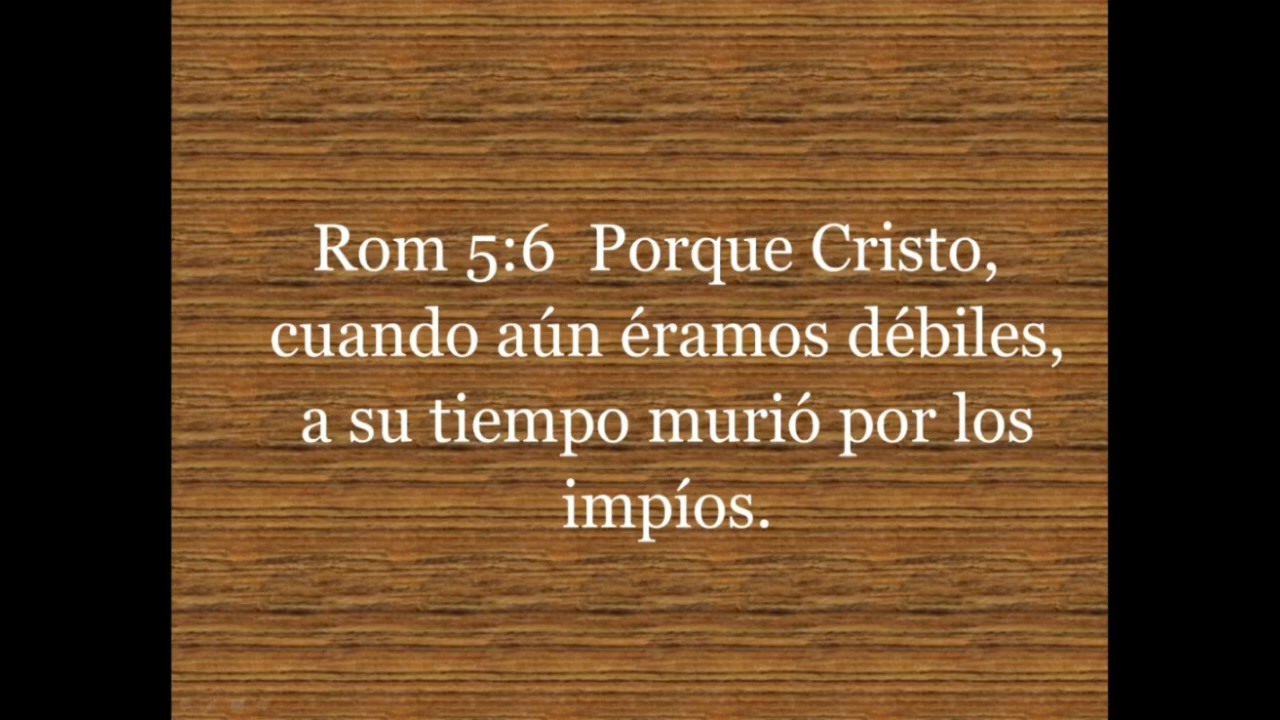 Rom 5:6  Porque Cristo,
cuando aún éramos débiles,
a su tiempo murió por los
impíos.